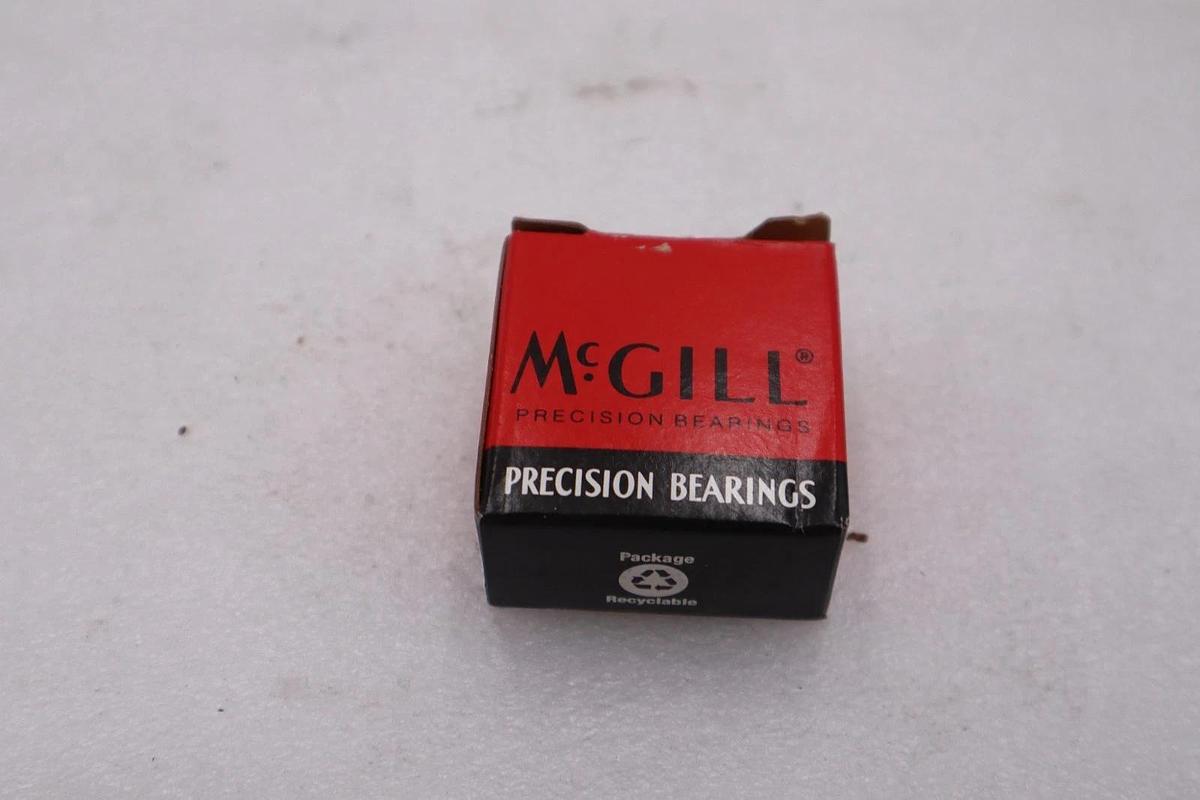 McGILL®
PRECISION BEARINGS
PRECISION BEARINGS
Package
Recyclable